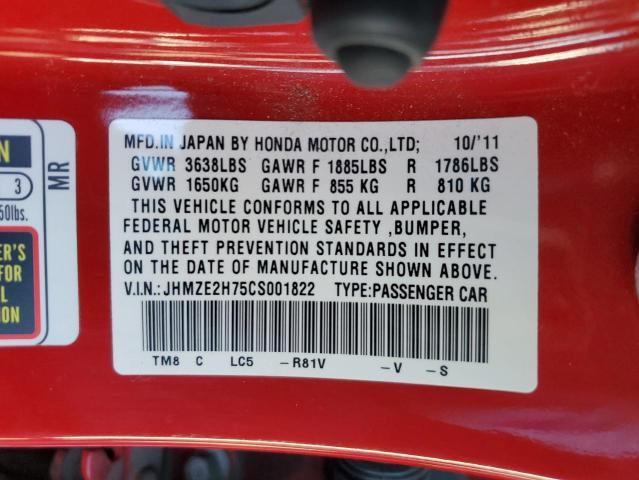 MFD.IN JAPAN BY HONDA MOTOR CO.,LTD; 10/'11
GVWR 3638LBS GAWR F 1885LBS R 1786LBS
GVWR 1650KG GAWR F 855 KG R 810 KG
THIS VEHICLE CONFORMS TO ALL APPLICABLE
FEDERAL MOTOR VEHICLE SAFETY ,BUMPER,
AND THEFT PREVENTION STANDARDS IN EFFECT
ON THE DATE OF MANUFACTURE SHOWN ABOVE.
V.I.N.:JHMZE2H75CS001822 TYPE:PASSENGER CAR
TM8 C LC5 -R81V -V -S
MR
3
FOR